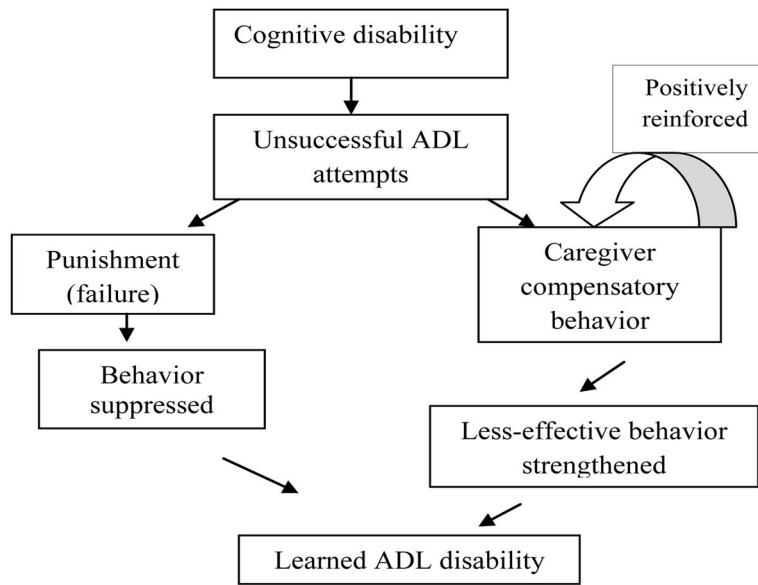 Cognitive disability
Positively
reinforced
Unsuccessful ADL
attempts
Punishment
(failure)
Caregiver
compensatory
behavior
Behavior
suppressed
Less-effective behavior
strengthened
Learned ADL disability